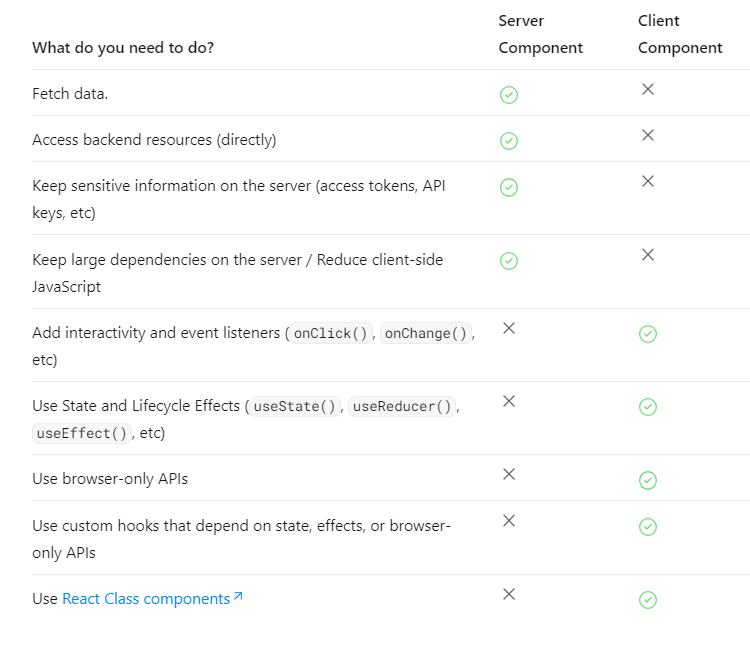 What do you need to do?
Server
Component
Client
Component
Fetch data.
Access backend resources (directly)
Keep sensitive information on the server (access tokens, API
keys, etc)
Keep large dependencies on the server / Reduce client-side
JavaScript
Add interactivity and event listeners ( onClick() , onChange() ,
etc)
Use State and Lifecycle Effects ( useState() , useReducer() ,
useEffect() , etc)
Use browser-only APIs
Use custom hooks that depend on state, effects, or browser-
only APIs
Use React Class components